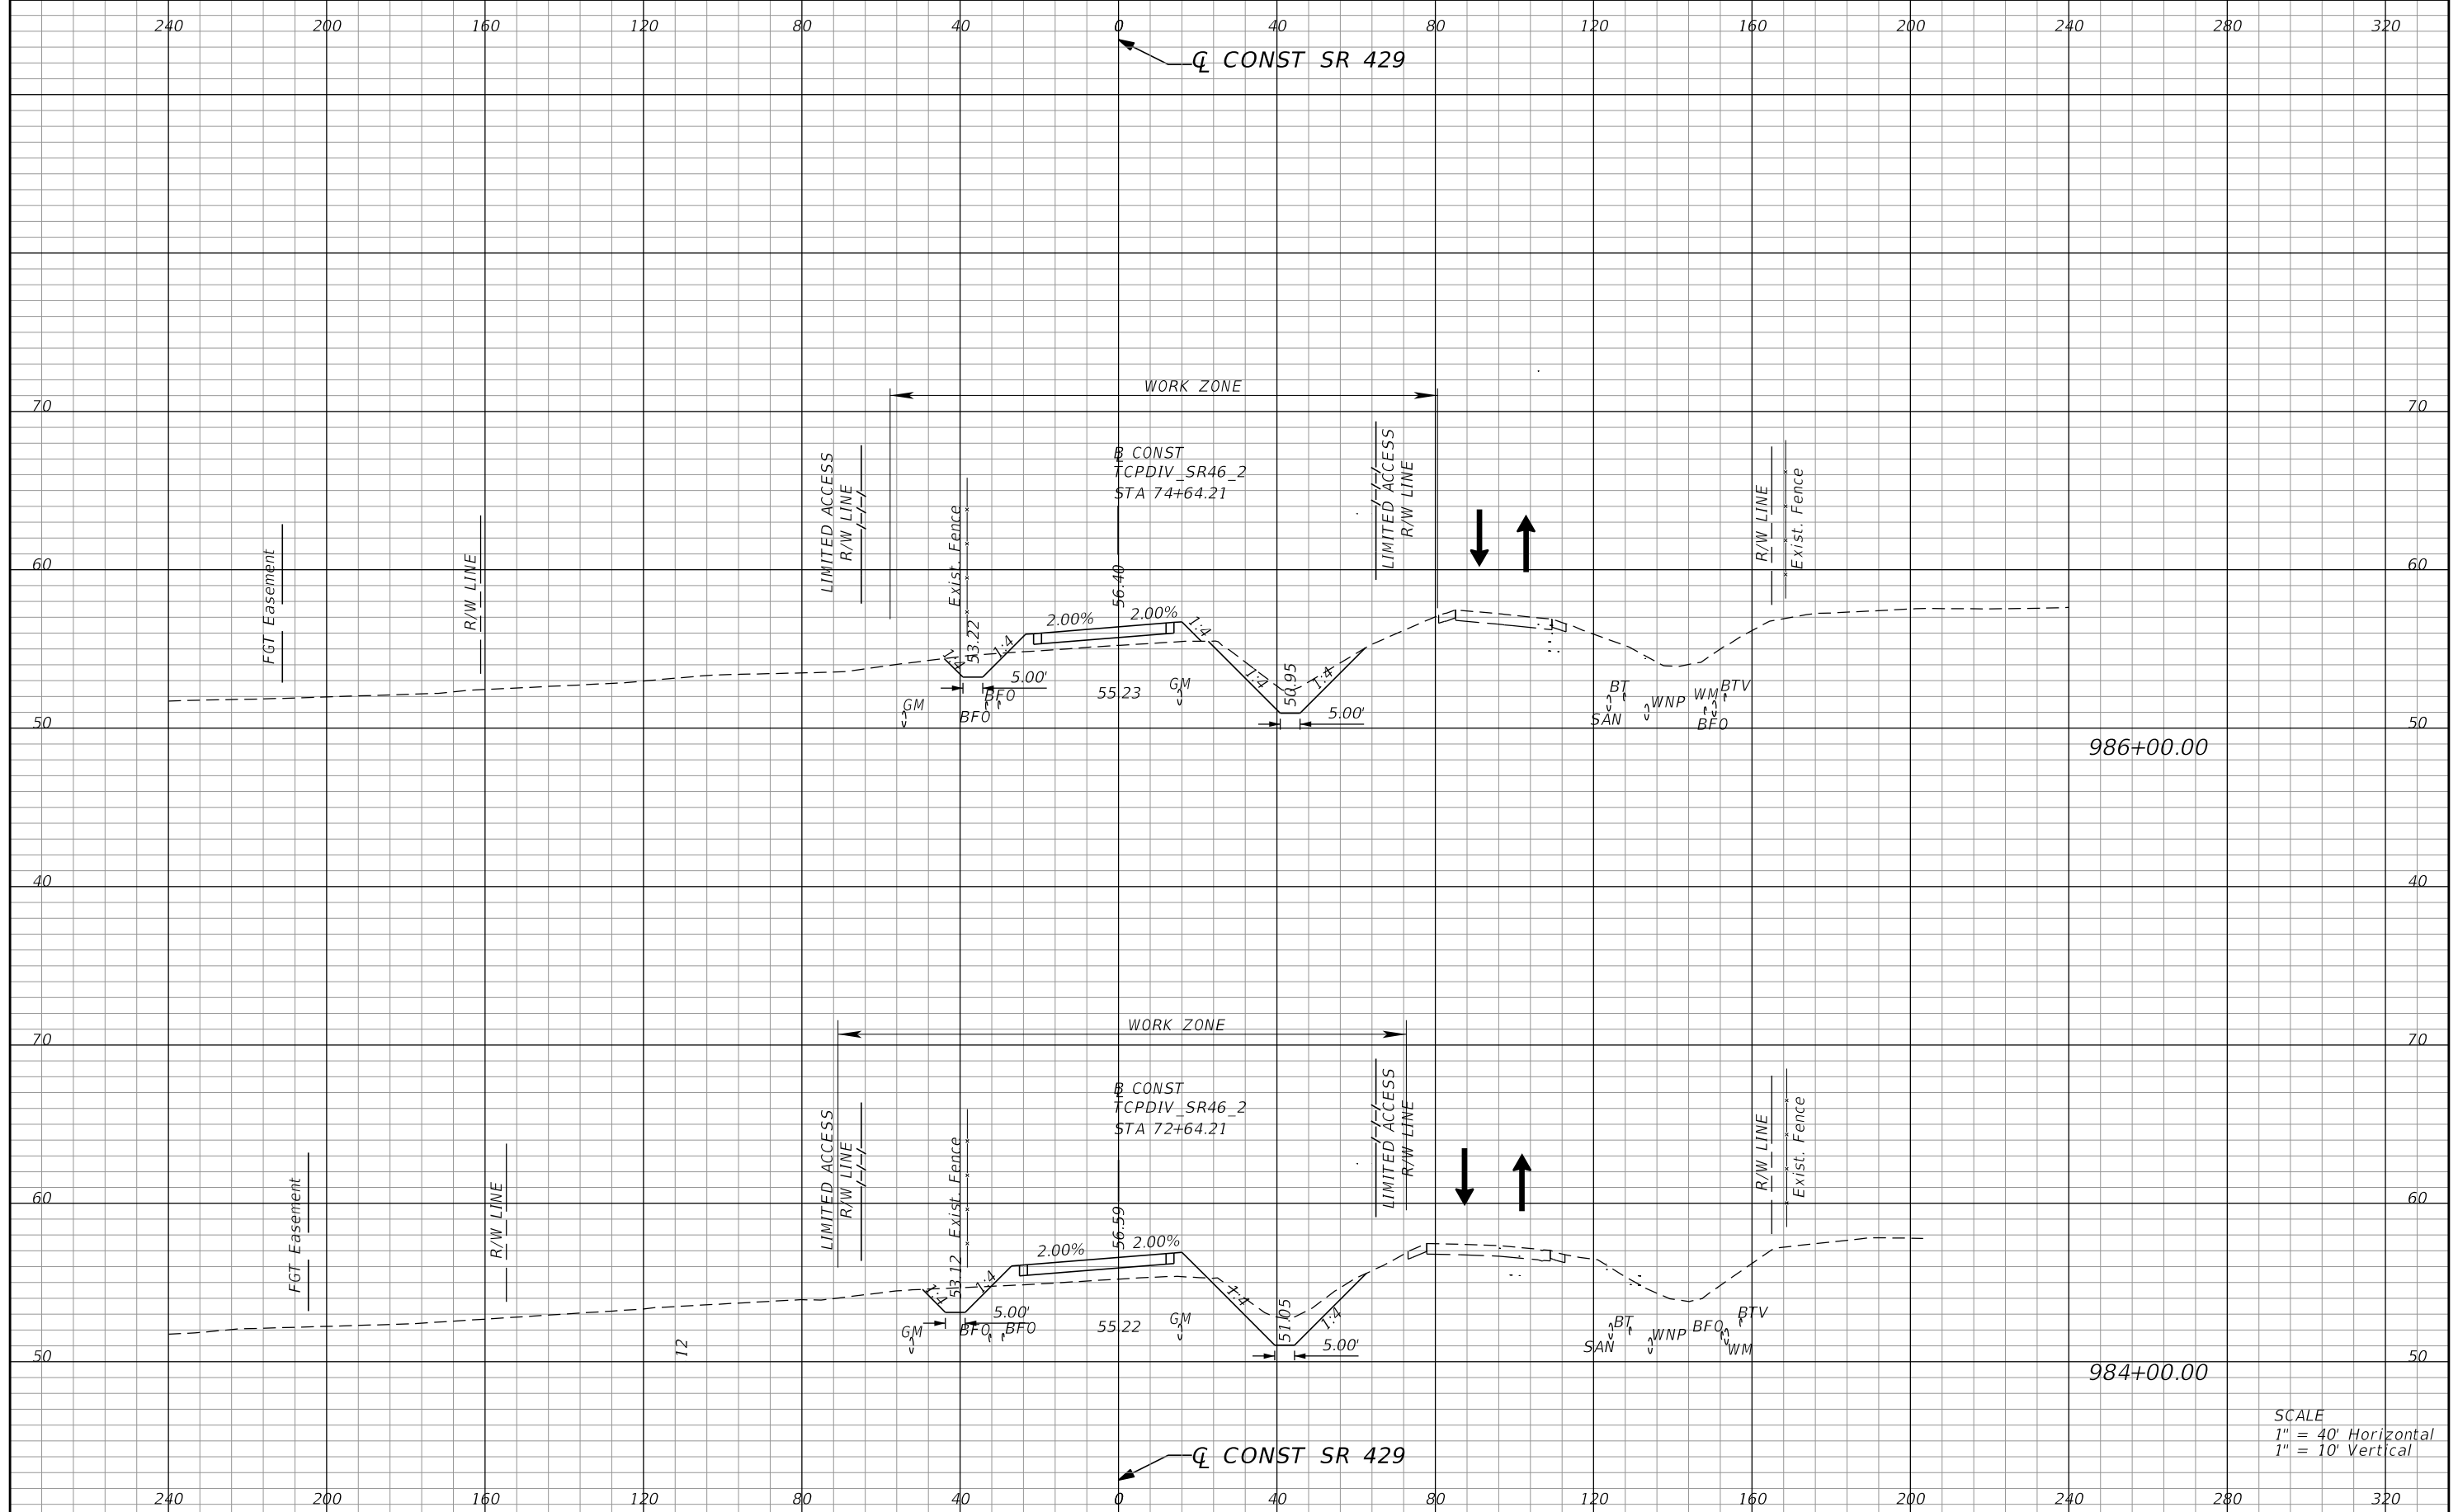 240 200 160 120 80 40 0 40 80 120 160 200 240 280 320
℄ CONST SR 429
WORK ZONE
70 70
B CONST
TCPDIV_SR46_2
STA 74+64.21
LIMITED ACCESS
R/W LINE
LIMITED ACCESS
R/W LINE
FGT Easement
R/W LINE
Exist. Fence
R/W LINE
Exist. Fence
60 60
56.40
53.22
2.00% 2.00%
1:4
1:4
1:4
1:4
1:4
50.95
5.00'
GM
BFO
BFO
55.23
GM
5.00'
BT
SAN
WNP
WM
BTV
BFO
50 50
986+00.00
40 40
WORK ZONE
70 70
B CONST
TCPDIV_SR46_2
STA 72+64.21
LIMITED ACCESS
R/W LINE
LIMITED ACCESS
R/W LINE
FGT Easement
R/W LINE
Exist. Fence
R/W LINE
Exist. Fence
60 60
56.59
53.12
2.00% 2.00%
1:4
1:4
1:4
1:4
51.05
5.00'
GM
BFO
BFO
55.22
GM
5.00'
12
BT
SAN
WNP
BFO
BTV
WM
50 50
984+00.00
SCALE
1" = 40' Horizontal
1" = 10' Vertical
℄ CONST SR 429
240 200 160 120 80 40 0 40 80 120 160 200 240 280 320